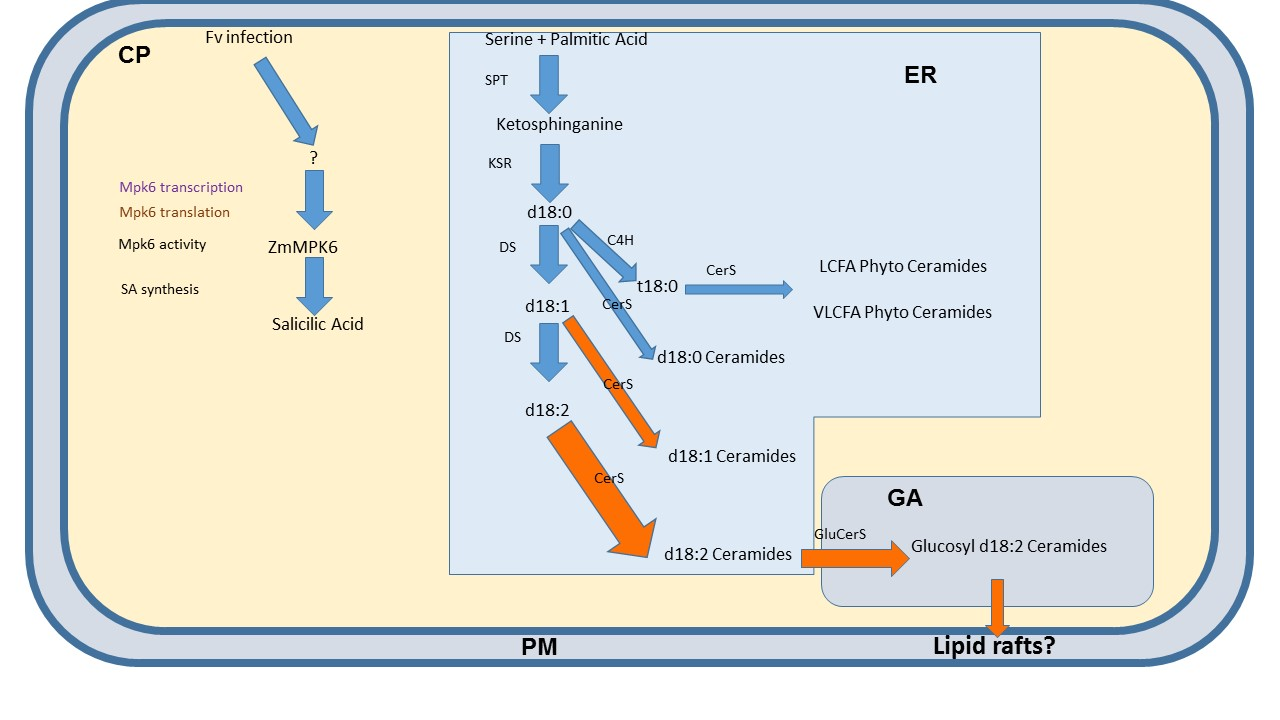 Fv infection
CP
?
Mpk6 transcription
Mpk6 translation
Mpk6 activity
ZmMPK6
SA synthesis
Salicilic Acid
Serine + Palmitic Acid
ER
SPT
Ketosphinganine
KSR
d18:0
DS
C4H
CerS
t18:0
CerS
LCFA Phyto Ceramides
VLCFA Phyto Ceramides
d18:1
d18:0 Ceramides
DS
CerS
d18:2
d18:1 Ceramides
CerS
d18:2 Ceramides
GA
GluCerS
Glucosyl d18:2 Ceramides
PM
Lipid rafts?